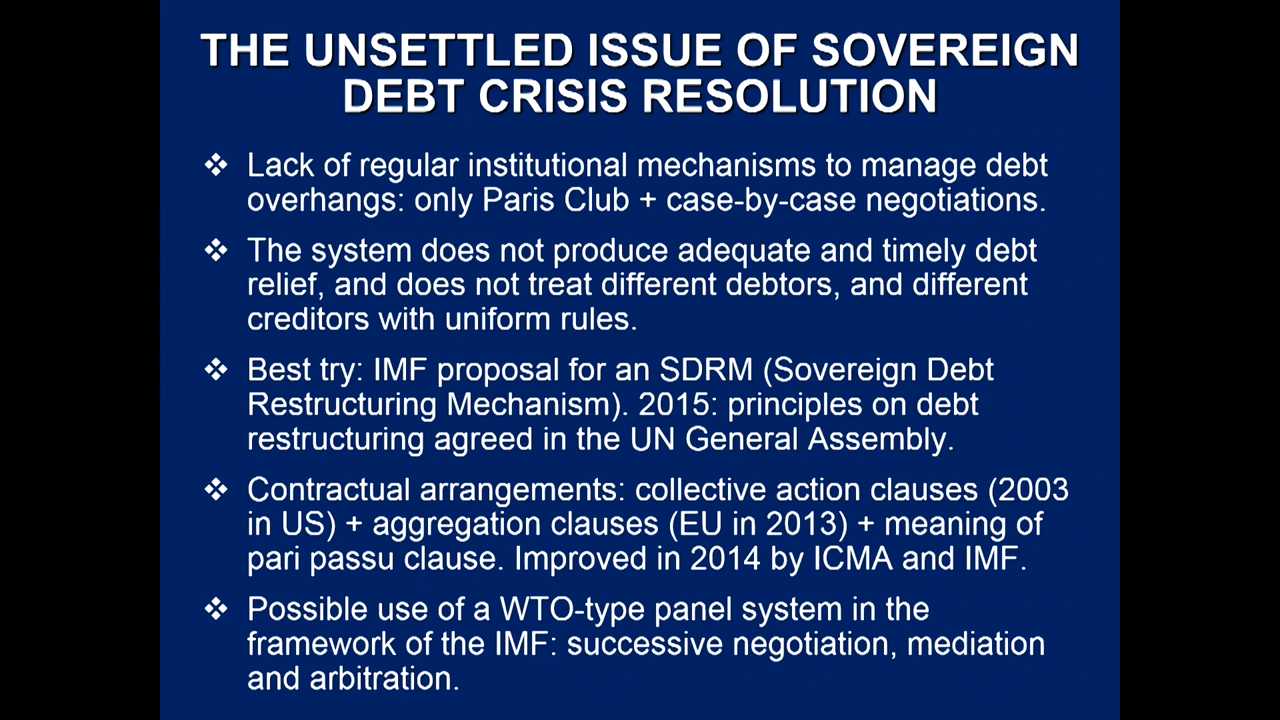 THE UNSETTLED ISSUE OF SOVEREIGN
DEBT CRISIS RESOLUTION
❖ Lack of regular institutional mechanisms to manage debt
overhangs: only Paris Club + case-by-case negotiations.
❖ The system does not produce adequate and timely debt
relief, and does not treat different debtors, and different
creditors with uniform rules.
❖ Best try: IMF proposal for an SDRM (Sovereign Debt
Restructuring Mechanism). 2015: principles on debt
restructuring agreed in the UN General Assembly.
❖ Contractual arrangements: collective action clauses (2003
in US) + aggregation clauses (EU in 2013) + meaning of
pari passu clause. Improved in 2014 by ICMA and IMF.
❖ Possible use of a WTO-type panel system in the
framework of the IMF: successive negotiation, mediation
and arbitration.